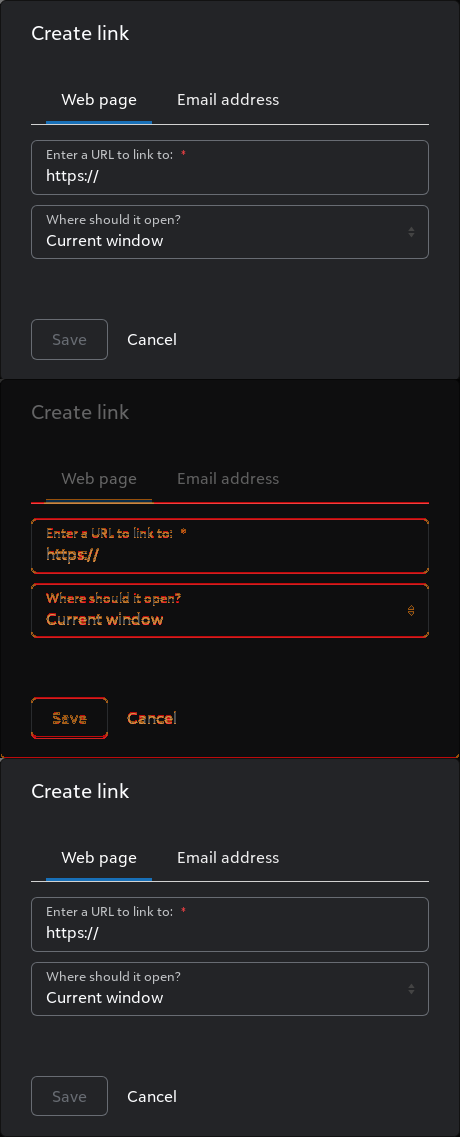 Create link
Web page Email address
Enter a URL to link to: *
https://
Where should it open?
Current window
Save Cancel
Create link
Web page Email address
Enter a URL to link to: *
https://
Where should it open?
Current window
Save Cancel
Create link
Web page Email address
Enter a URL to link to: *
https://
Where should it open?
Current window
Save Cancel